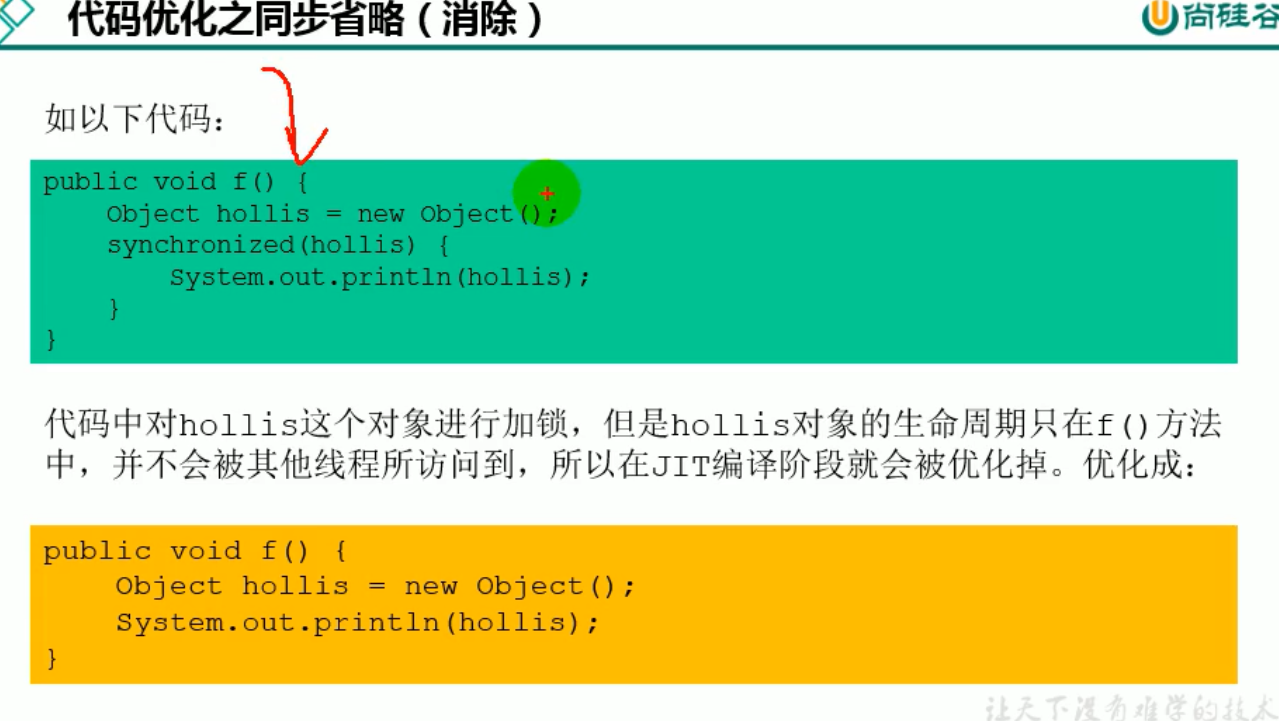 代码优化之同步省略（消除）
尚硅谷
如以下代码：
public void f() {
    Object hollis = new Object();
    synchronized(hollis) {
        System.out.println(hollis);
    }
}
代码中对hollis这个对象进行加锁，但是hollis对象的生命周期只在f()方法
中，并不会被其他线程所访问到，所以在JIT编译阶段就会被优化掉。优化成：
public void f() {
    Object hollis = new Object();
    System.out.println(hollis);
}
让天下没有难学的技术